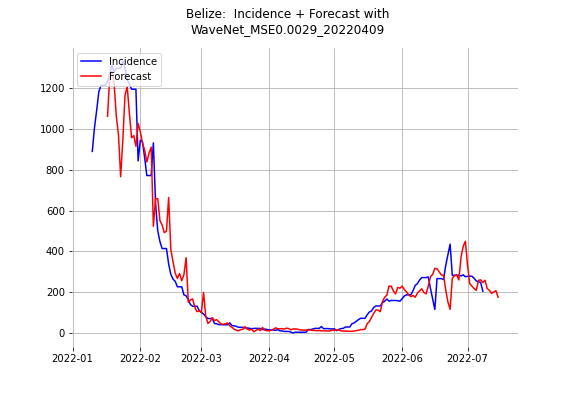 Belize:  Incidence + Forecast with
WaveNet_MSE0.0029_20220409
Incidence
Forecast
1200
1000
800
600
400
200
0
2022-01 2022-02 2022-03 2022-04 2022-05 2022-06 2022-07